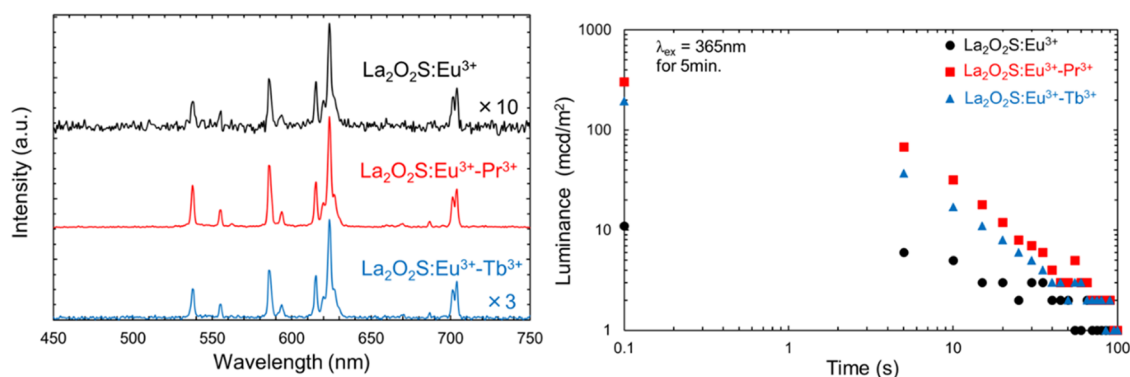 La₂O₂S:Eu³⁺
×10
La₂O₂S:Eu³⁺-Pr³⁺
La₂O₂S:Eu³⁺-Tb³⁺
×3
Intensity (a.u.)
450 500 550 600 650 700 750
Wavelength (nm)
λex = 365nm
for 5min.
La₂O₂S:Eu³⁺
La₂O₂S:Eu³⁺-Pr³⁺
La₂O₂S:Eu³⁺-Tb³⁺
Luminance (mcd/m²)
1000
100
10
1
0.1 1 10 100
Time (s)